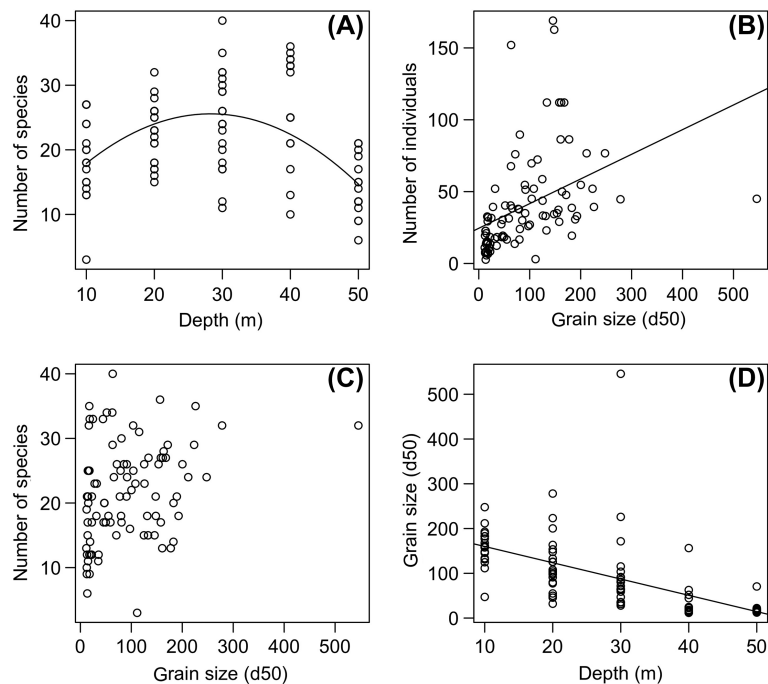 (A)
Number of species
40
30
20
10
10 20 30 40 50
Depth (m)
(B)
Number of individuals
150
100
50
0
0 100 200 300 400 500
Grain size (d50)
(C)
Number of species
40
30
20
10
0 100 200 300 400 500
Grain size (d50)
(D)
Grain size (d50)
500
400
300
200
100
0
10 20 30 40 50
Depth (m)